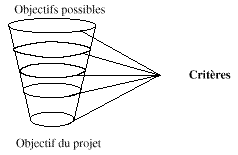 Objectifs possibles
Critères
Objectif du projet